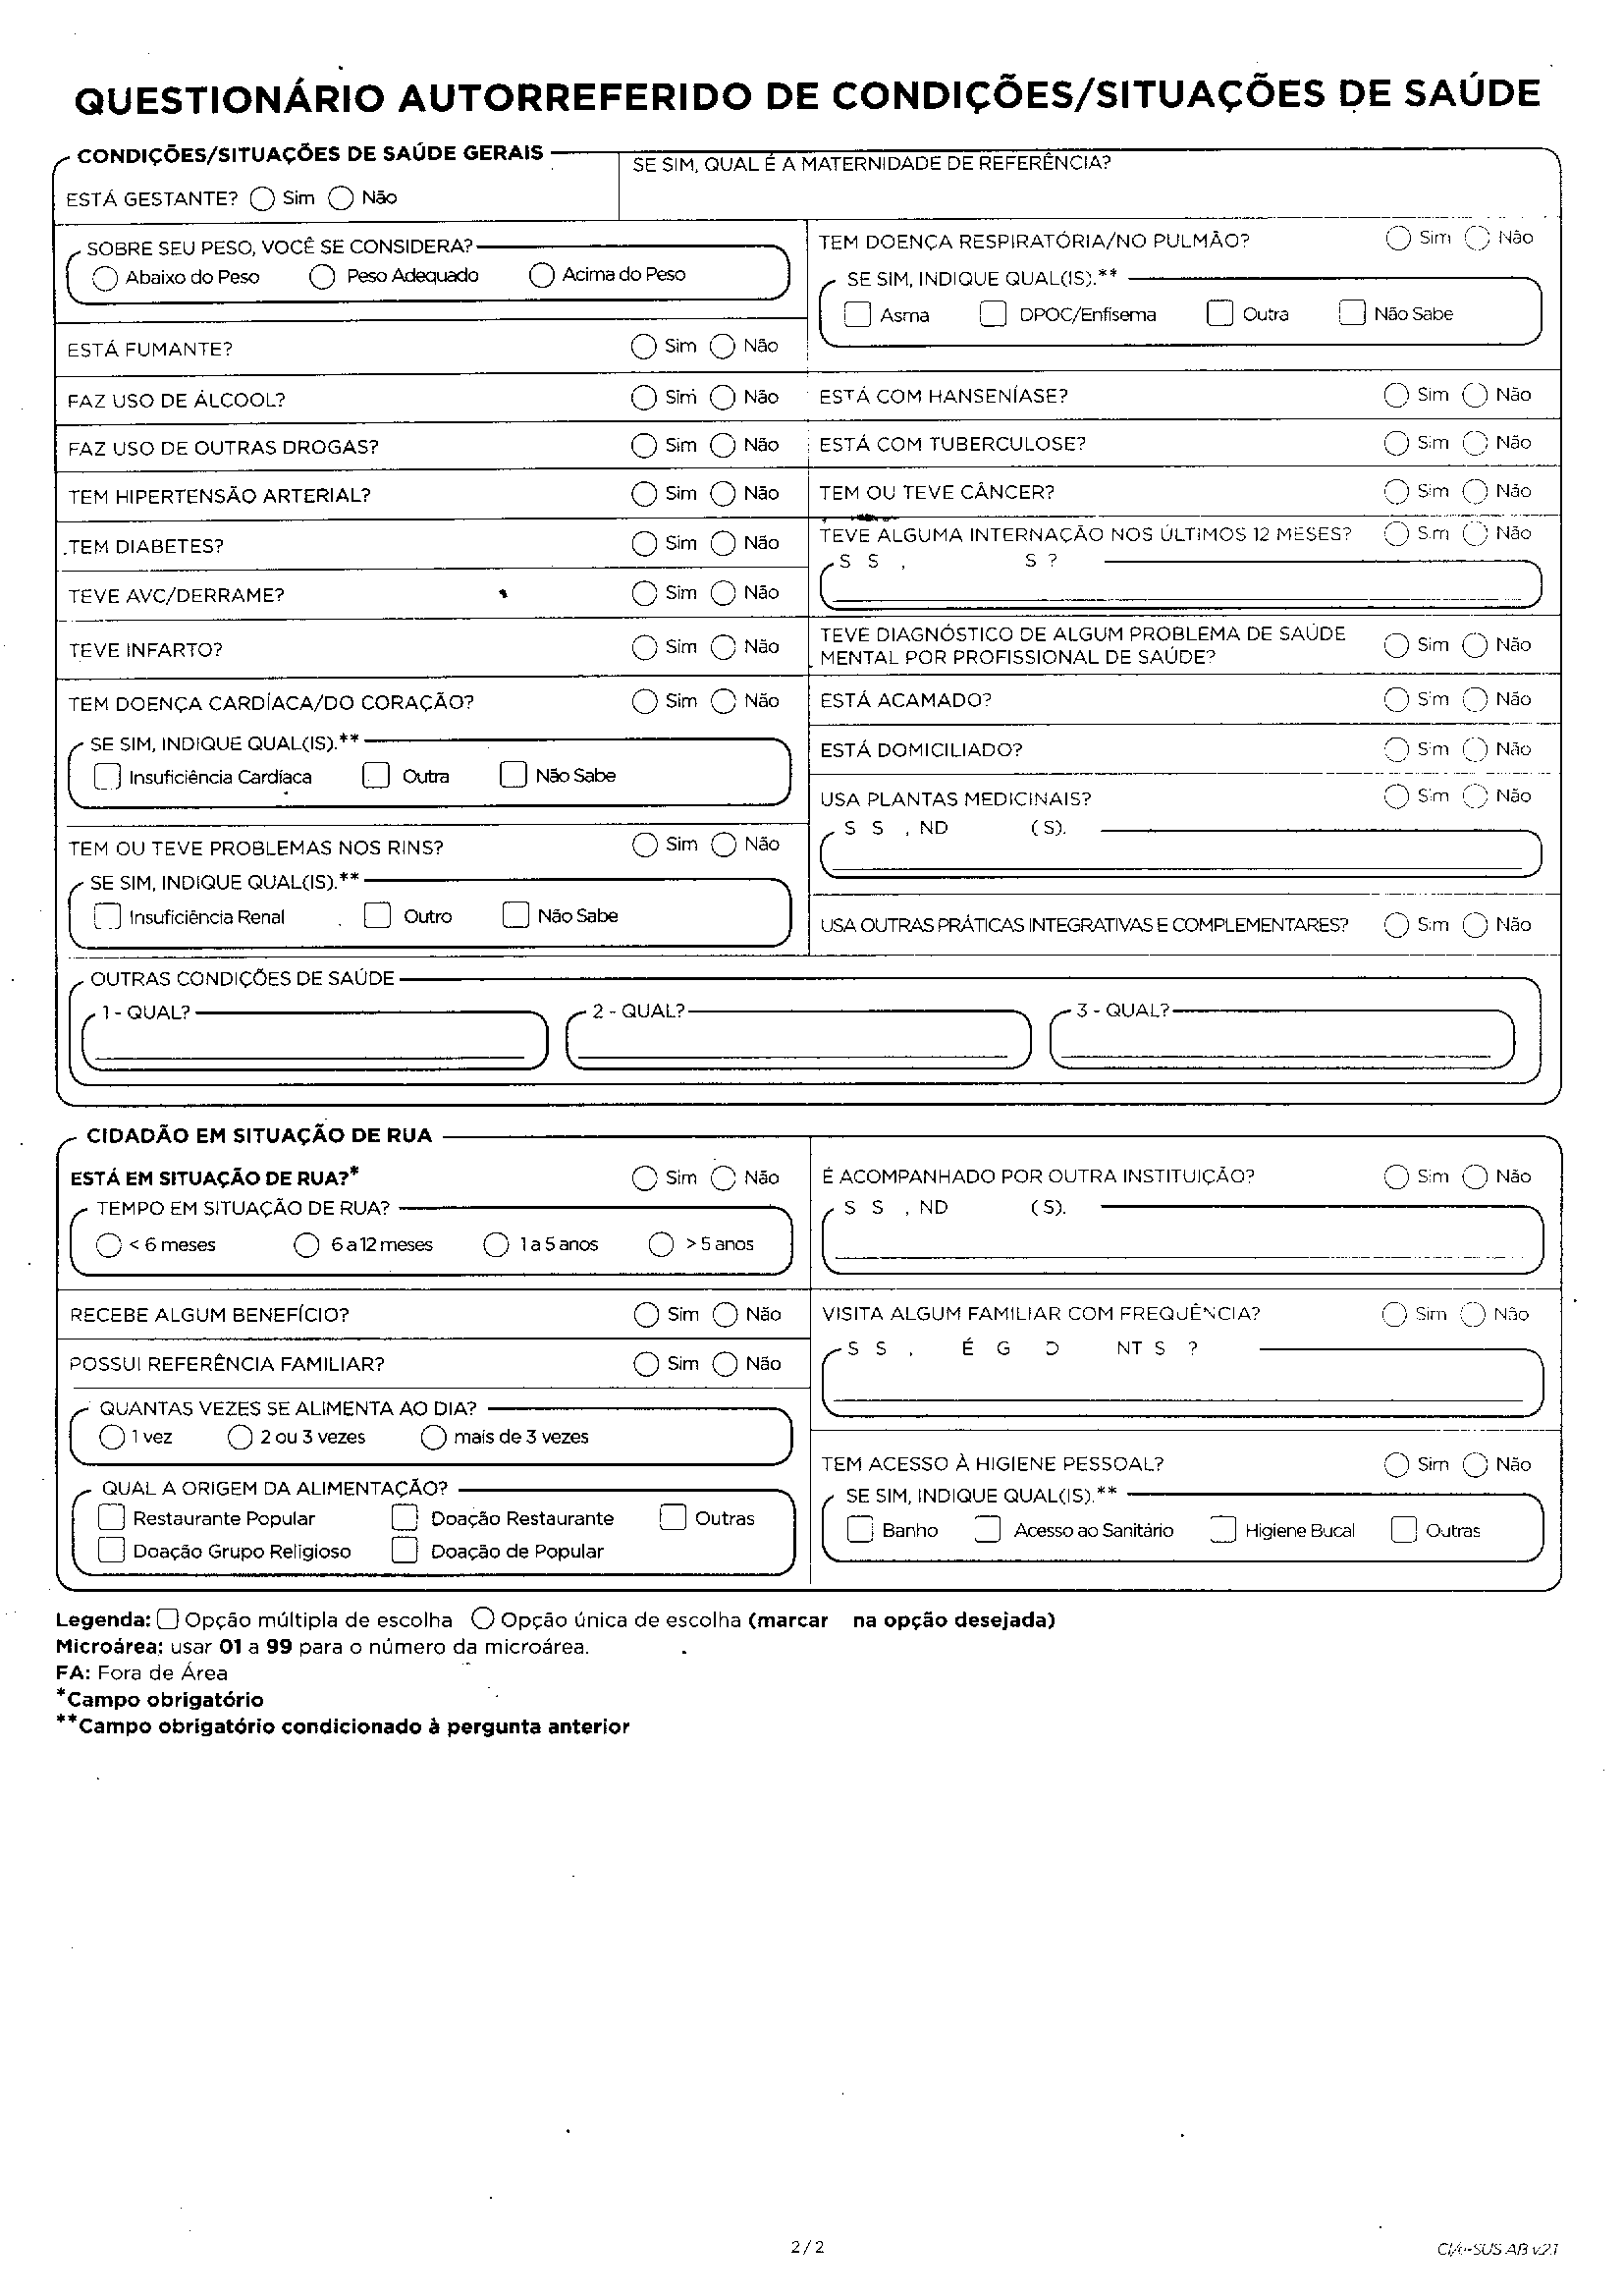 QUESTIONÁRIO AUTORREFERIDO DE CONDIÇÕES/SITUAÇÕES DE SAÚDE
CONDIÇÕES/SITUAÇÕES DE SAÚDE GERAIS
ESTÁ GESTANTE? Sim Não
SE SIM, QUAL É A MATERNIDADE DE REFERÊNCIA?
SOBRE SEU PESO, VOCÊ SE CONSIDERA?
Abaixo do Peso Peso Adequado Acima do Peso
ESTÁ FUMANTE? Sim Não
FAZ USO DE ÁLCOOL? Sim Não
FAZ USO DE OUTRAS DROGAS? Sim Não
TEM HIPERTENSÃO ARTERIAL? Sim Não
TEM DIABETES? Sim Não
TEVE AVC/DERRAME? Sim Não
TEVE INFARTO? Sim Não
TEM DOENÇA CARDÍACA/DO CORAÇÃO? Sim Não
SE SIM, INDIQUE QUAL(IS).**
Insuficiência Cardíaca Outra Não Sabe
TEM OU TEVE PROBLEMAS NOS RINS? Sim Não
SE SIM, INDIQUE QUAL(IS).**
Insuficiência Renal Outro Não Sabe
TEM DOENÇA RESPIRATÓRIA/NO PULMÃO? Sim Não
SE SIM, INDIQUE QUAL(IS).**
Asma DPOC/Enfisema Outra Não Sabe
ESTÁ COM HANSENÍASE? Sim Não
ESTÁ COM TUBERCULOSE? Sim Não
TEM OU TEVE CÂNCER? Sim Não
TEVE ALGUMA INTERNAÇÃO NOS ÚLTIMOS 12 MESES? Sim Não
S S , S ?
TEVE DIAGNÓSTICO DE ALGUM PROBLEMA DE SAÚDE
MENTAL POR PROFISSIONAL DE SAÚDE? Sim Não
ESTÁ ACAMADO? Sim Não
ESTÁ DOMICILIADO? Sim Não
USA PLANTAS MEDICINAIS? Sim Não
S S , ND ( S).
USA OUTRAS PRÁTICAS INTEGRATIVAS E COMPLEMENTARES? Sim Não
OUTRAS CONDIÇÕES DE SAÚDE
1 - QUAL? 2 - QUAL? 3 - QUAL?
CIDADÃO EM SITUAÇÃO DE RUA
ESTÁ EM SITUAÇÃO DE RUA?* Sim Não
TEMPO EM SITUAÇÃO DE RUA?
< 6 meses 6 a 12 meses 1 a 5 anos > 5 anos
RECEBE ALGUM BENEFÍCIO? Sim Não
POSSUI REFERÊNCIA FAMILIAR? Sim Não
QUANTAS VEZES SE ALIMENTA AO DIA?
1 vez 2 ou 3 vezes mais de 3 vezes
QUAL A ORIGEM DA ALIMENTAÇÃO?
Restaurante Popular Doação Restaurante Outras
Doação Grupo Religioso Doação de Popular
É ACOMPANHADO POR OUTRA INSTITUIÇÃO? Sim Não
S S , ND ( S).
VISITA ALGUM FAMILIAR COM FREQUÊNCIA? Sim Não
S S , É G NT S ?
TEM ACESSO À HIGIENE PESSOAL? Sim Não
SE SIM, INDIQUE QUAL(IS).**
Banho Acesso ao Sanitário Higiene Bucal Outras
Legenda: Opção múltipla de escolha Opção única de escolha (marcar na opção desejada)
Microárea: usar 01 a 99 para o número da microárea.
FA: Fora de Área
*Campo obrigatório
**Campo obrigatório condicionado à pergunta anterior
2 / 2
CI/e-SUS AB v.2.1